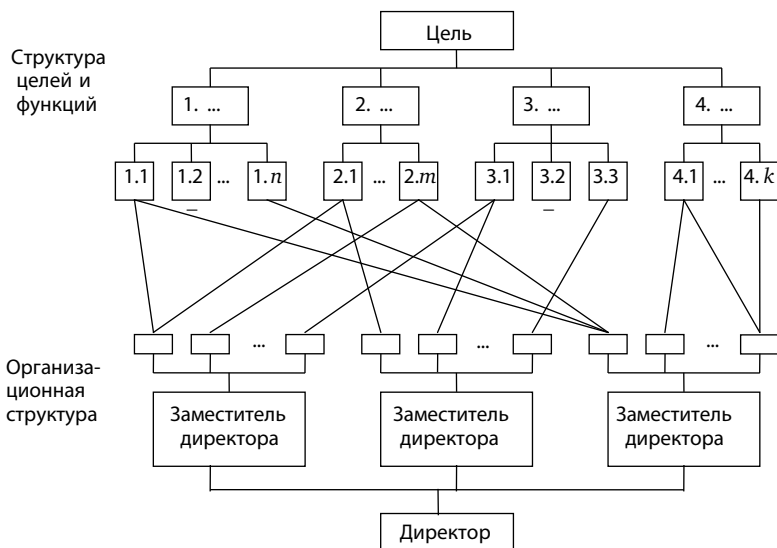 Цель
Структура
целей и
функций
1. ... 2. ... 3. ... 4. ...
1.1 1.2 ... 1.n 2.1 ... 2.m 3.1 3.2 3.3 4.1 ... 4.k
– –
... ... ...
Организа-
ционная
структура
Заместитель
директора
Заместитель
директора
Заместитель
директора
Директор